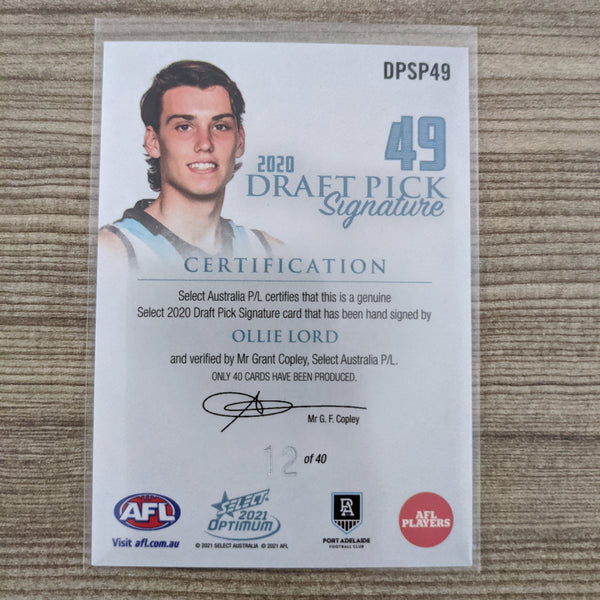 DPSP49
49
2020
DRAFT PICK
Signature
CERTIFICATION
Select Australia P/L certifies that this is a genuine
Select 2020 Draft Pick Signature card that has been hand signed by
OLLIE LORD
and verified by Mr Grant Copley, Select Australia P/L.
ONLY 40 CARDS HAVE BEEN PRODUCED.
Mr G. F. Copley
12 of 40
AFL
Visit afl.com.au
SELECT
2021
OPTIMUM
© 2021 SELECT AUSTRALIA © 2021 AFL
PA
PORT ADELAIDE
FOOTBALL CLUB
AFL
PLAYERS